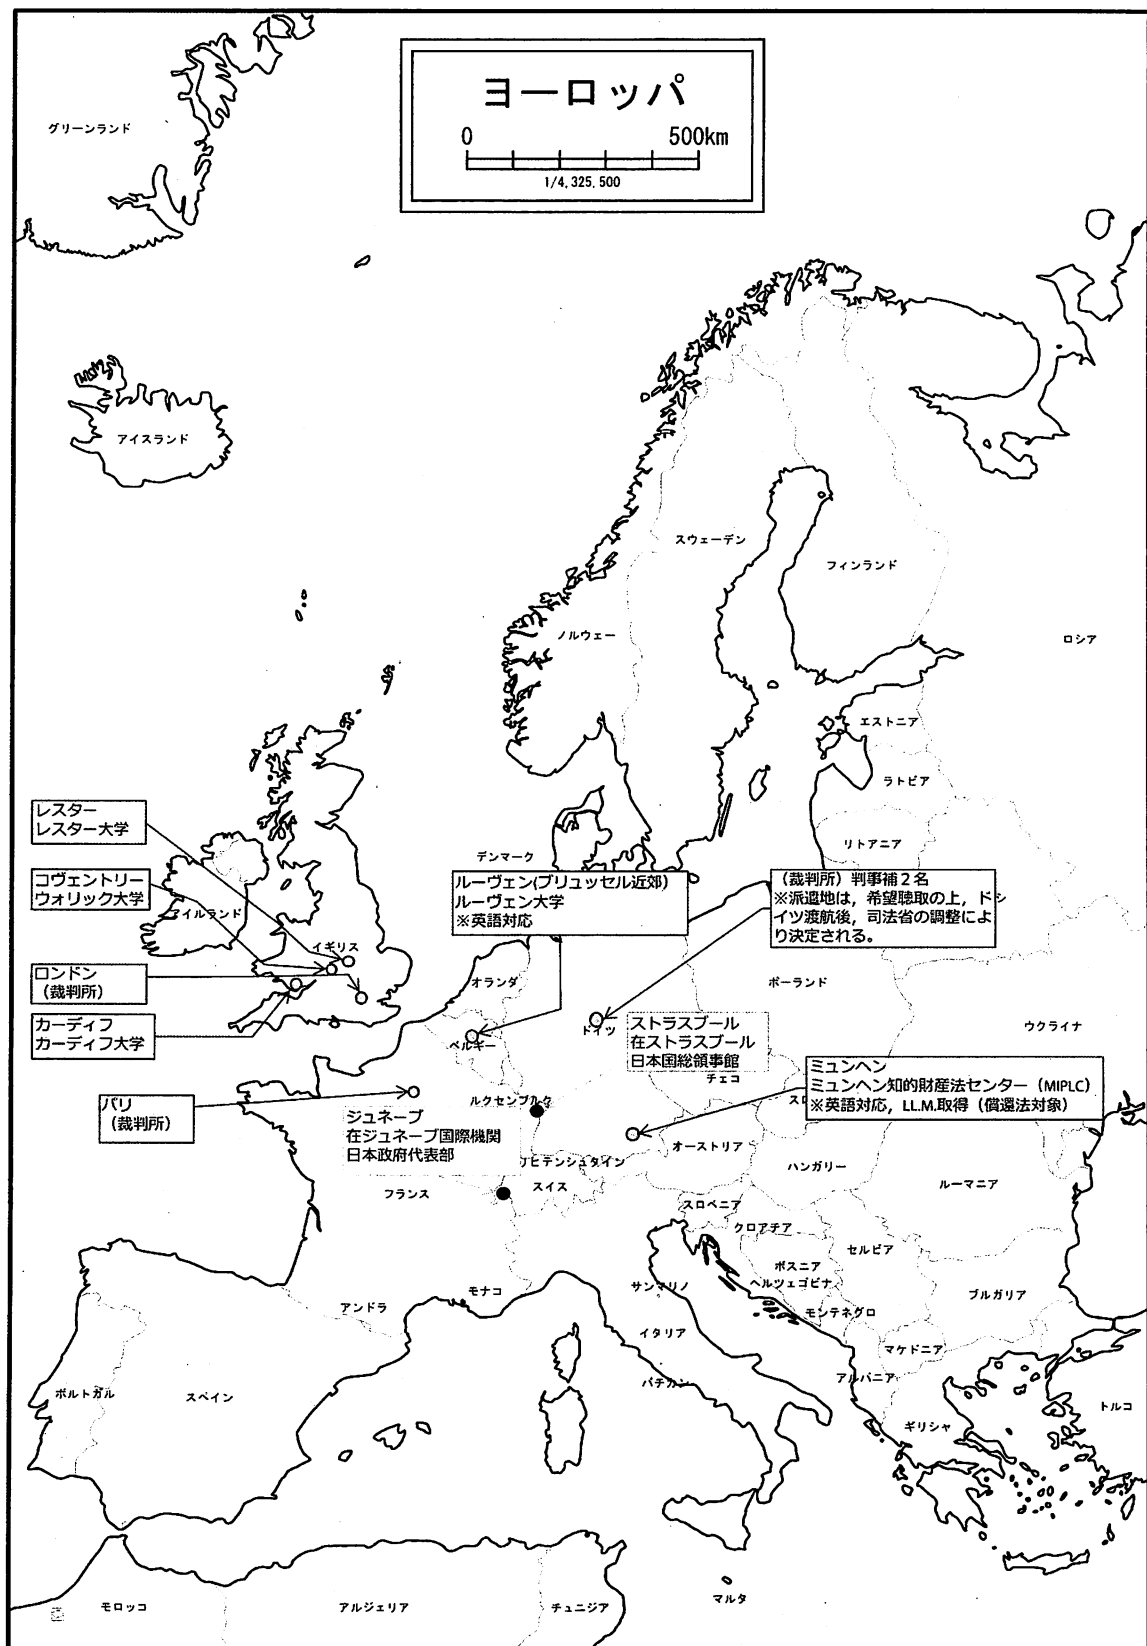 ヨーロッパ
0 500km
1/4,325,500
グリーンランド
アイスランド
スウェーデン
フィンランド
ノルウェー
ロシア
エストニア
ラトビア
リトアニア
レスター
レスター大学
コヴェントリー
ウォリック大学
イルランド
イギリス
ロンドン
(裁判所)
カーディフ
カーディフ大学
デンマーク
ルーヴェン(ブリュッセル近郊)
ルーヴェン大学
※英語対応
(裁判所)判事補2名
※派遣地は，希望聴取の上，ド
イツ渡航後，司法省の調整によ
り決定される。
オランダ
ポーランド
ベルギー
ドイツ
ウクライナ
ストラスブール
在ストラスブール
日本国総領事館
チェコ
ミュンヘン
ミュンヘン知的財産法センター（MIPLC）
※英語対応，LL.M.取得（償還法対象）
スロ
パリ
(裁判所)
ルクセンブルク
ジュネーブ
在ジュネーブ国際機関
日本政府代表部
リヒテンシュタイン
オーストリア
ハンガリー
ルーマニア
フランス
スイス
スロベニア
クロアチア
セルビア
ボスニア
ヘルツェゴビナ
モンテネグロ
ブルガリア
サンマリノ
モナコ
アンドラ
イタリア
マケドニア
アルバニア
バチカン
ポルトガル
スペイン
ギリシャ
トルコ
モロッコ
アルジェリア
チュニジア
マルタ